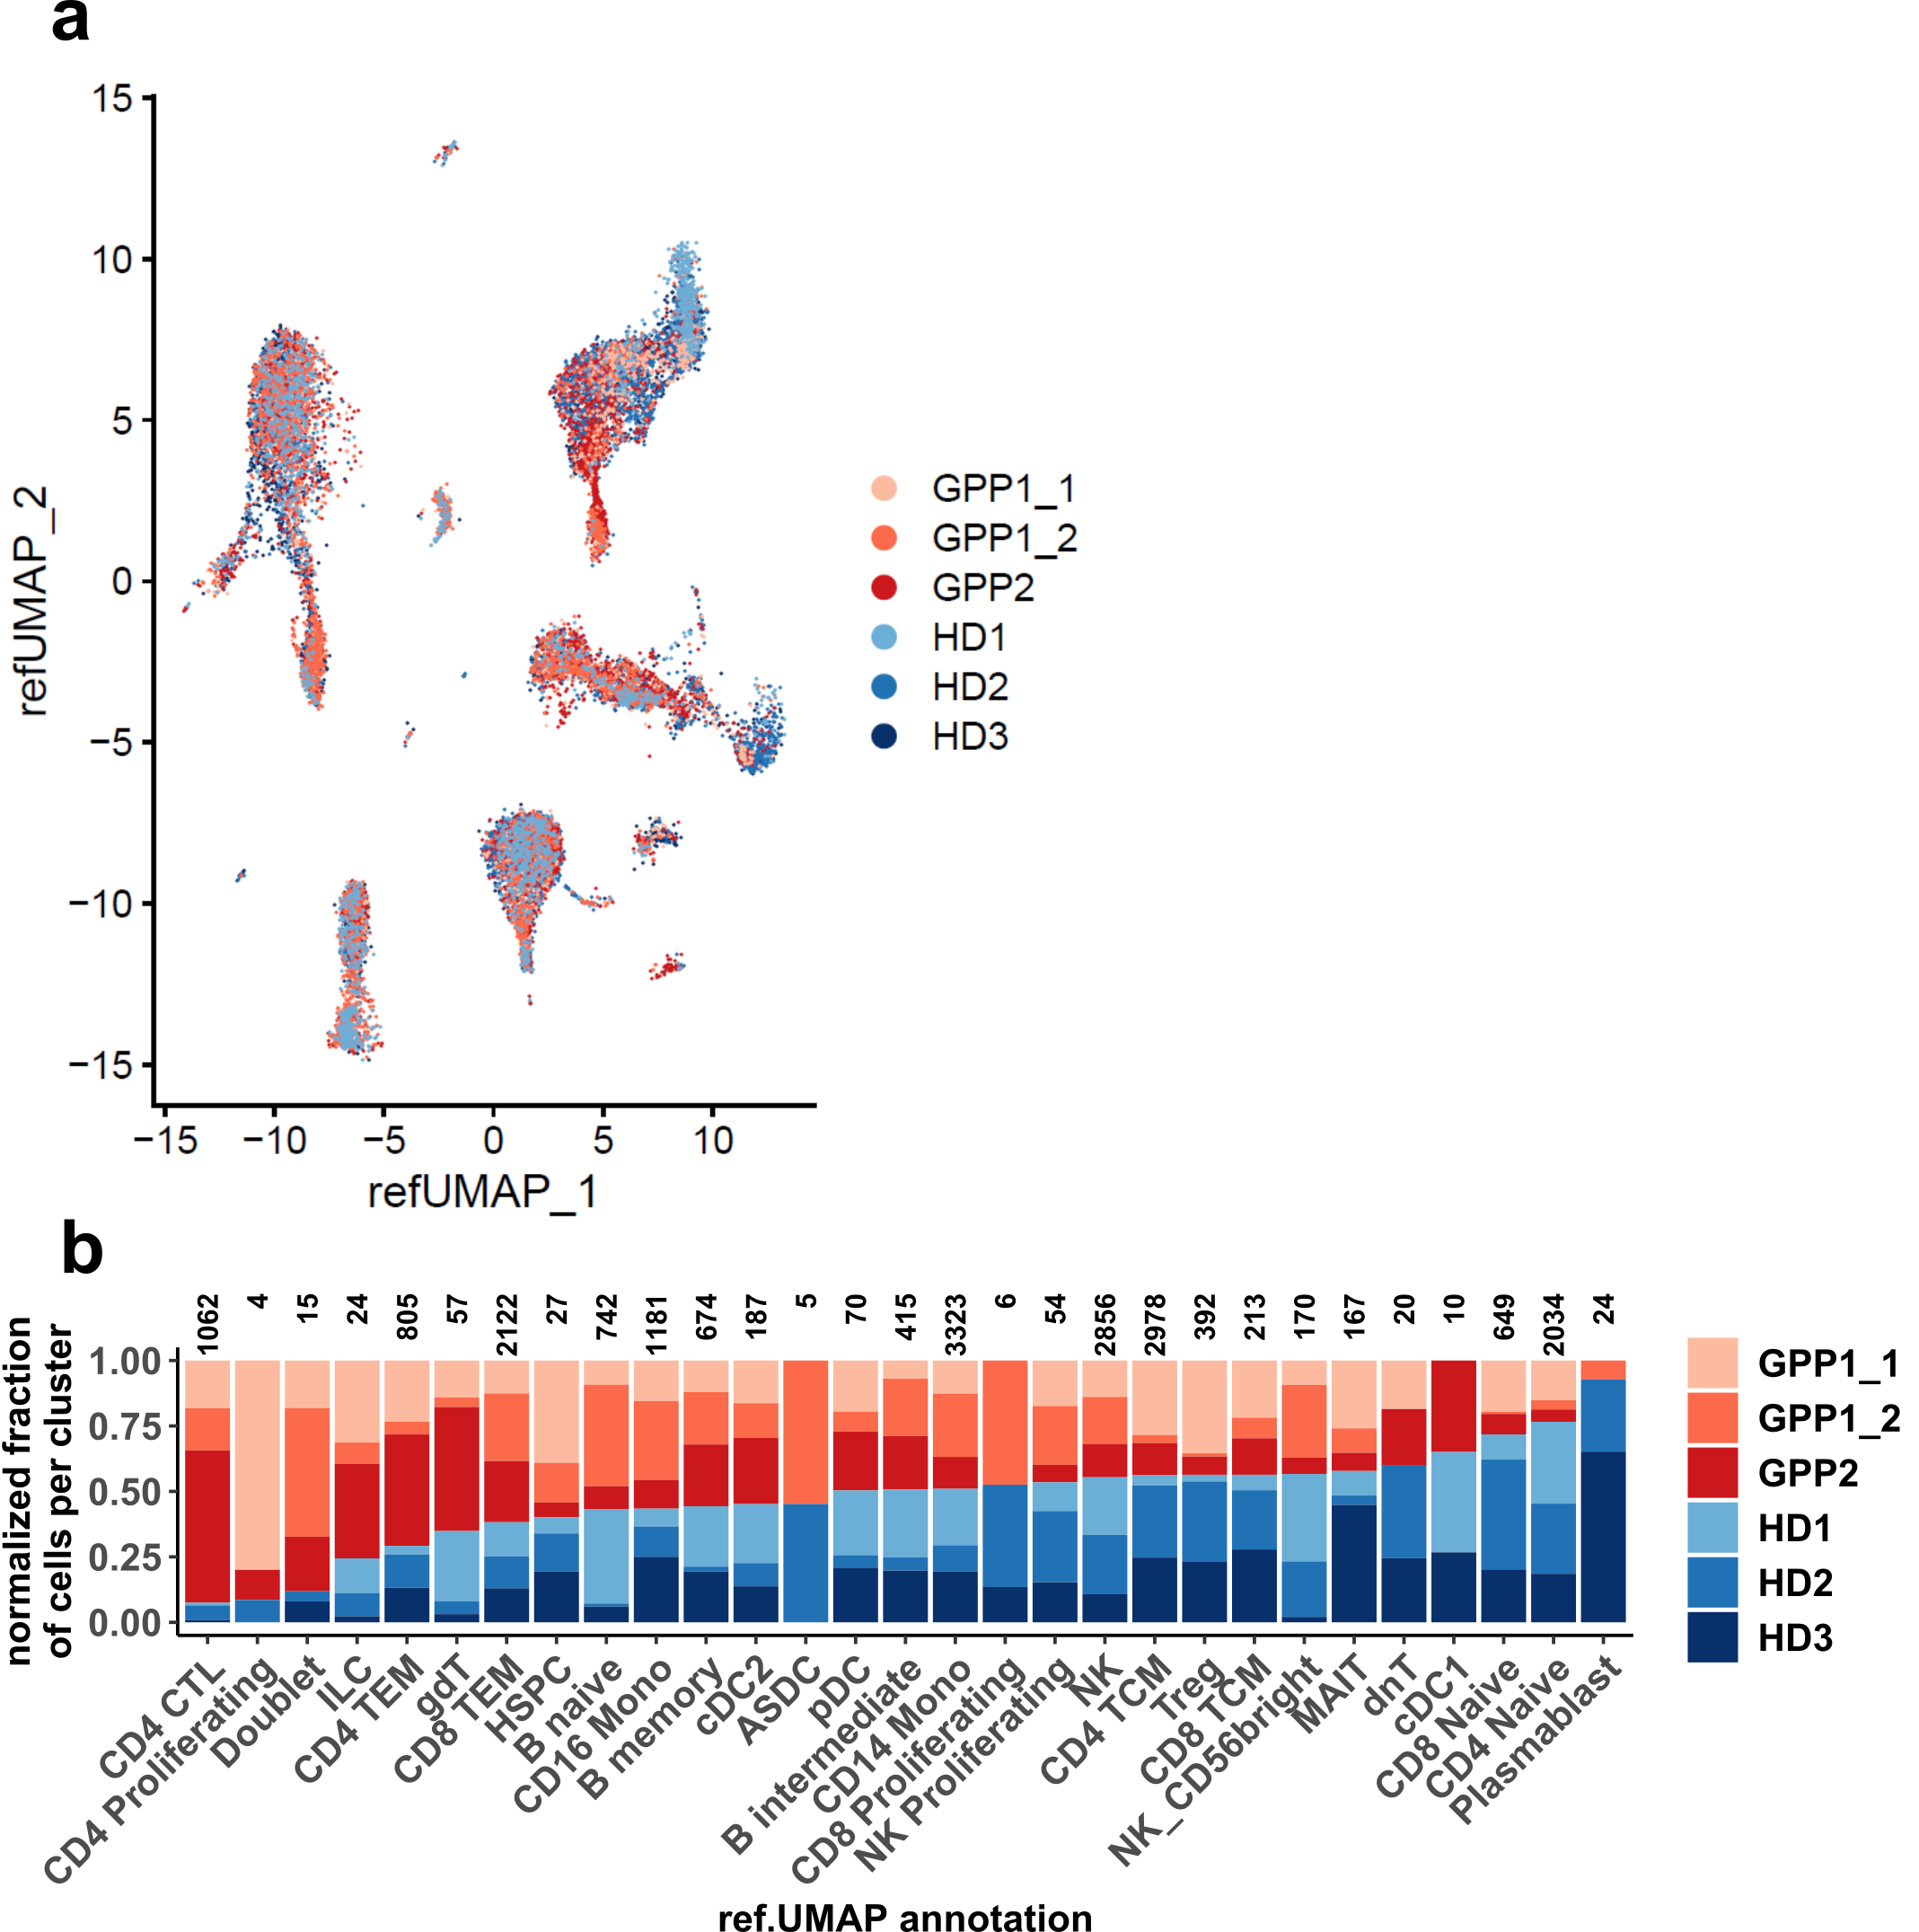 a
15
10
5
0
−5
−10
−15
refUMAP_2
−15 −10 −5 0 5 10
refUMAP_1
GPP1_1
GPP1_2
GPP2
HD1
HD2
HD3
b
1062 4 15 24 805 57 2122 27 742 1181 674 187 5 70 415 3323 6 54 2856 2978 392 213 170 167 20 10 649 2034 24
normalized fraction
of cells per cluster
1.00
0.75
0.50
0.25
0.00
CD4 CTL
CD4 Proliferating
Doublet
ILC
CD4 TEM
gdT
CD8 TEM
HSPC
B naive
CD16 Mono
B memory
cDC2
ASDC
pDC
B intermediate
CD14 Mono
CD8 Proliferating
NK Proliferating
NK
CD4 TCM
Treg
CD8 TCM
NK_CD56bright
MAIT
dnT
cDC1
CD8 Naive
CD4 Naive
Plasmablast
ref.UMAP annotation
GPP1_1
GPP1_2
GPP2
HD1
HD2
HD3